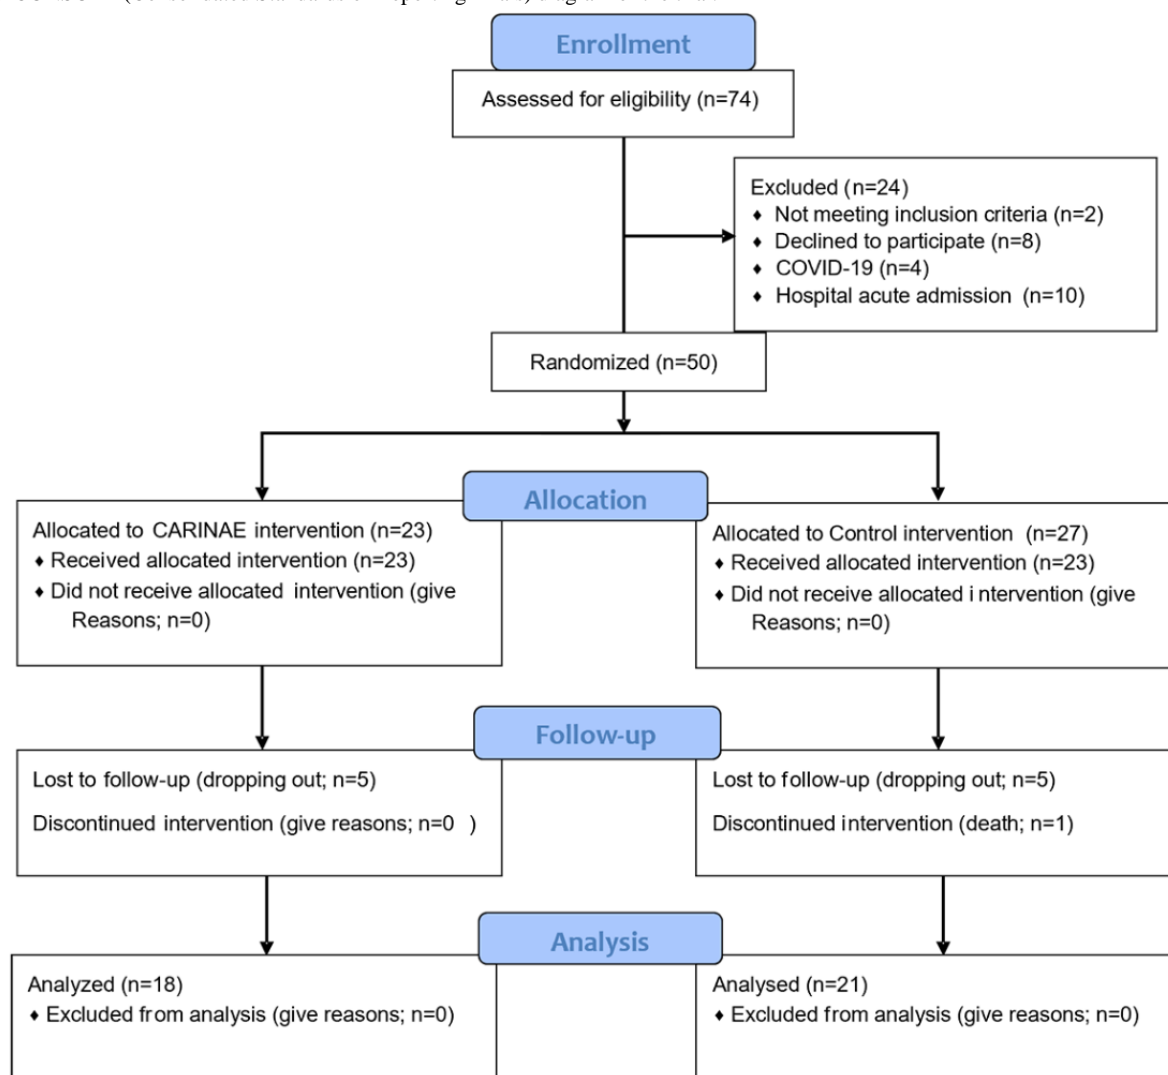 Enrollment
Assessed for eligibility (n=74)
Excluded (n=24)
♦ Not meeting inclusion criteria (n=2)
♦ Declined to participate (n=8)
♦ COVID-19 (n=4)
♦ Hospital acute admission (n=10)
Randomized (n=50)
Allocation
Allocated to CARINAE intervention (n=23)
♦ Received allocated intervention (n=23)
♦ Did not receive allocated intervention (give
Reasons; n=0)
Allocated to Control intervention (n=27)
♦ Received allocated intervention (n=23)
♦ Did not receive allocated i ntervention (give
Reasons; n=0)
Follow-up
Lost to follow-up (dropping out; n=5)
Discontinued intervention (give reasons; n=0 )
Lost to follow-up (dropping out; n=5)
Discontinued intervention (death; n=1)
Analysis
Analyzed (n=18)
♦ Excluded from analysis (give reasons; n=0)
Analysed (n=21)
♦ Excluded from analysis (give reasons; n=0)